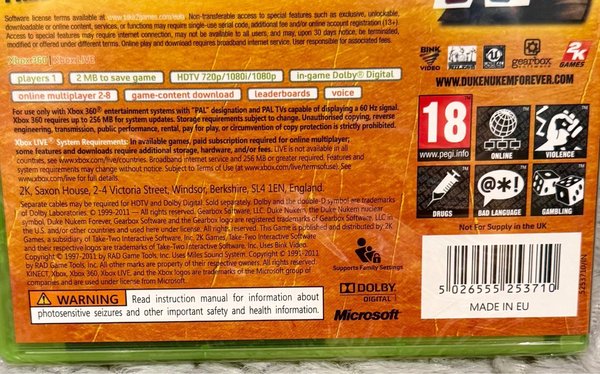 Software license terms available at www.take2games.com/eula Non-transferable access to special features such as exclusive, unlockable,
downloadable or online content, services, or functions may require single-use serial code, additional fee and/or online account registration (13+).
Access to special features may require internet connection, may not be available to all users, and may, upon 30 days notice, be terminated,
modified or offered under different terms. Online play and download requires broadband internet service. User responsible for associated fees.
Xbox360 | Xbox LIVE
players 1
2 MB to save game
HDTV 720p/1080i/1080p
in-game Dolby® Digital
online multiplayer 2-8
game-content download
leaderboards
voice
For use only with Xbox 360® entertainment systems with "PAL" designation and PAL TVs capable of displaying a 60 Hz signal.
Xbox 360 requires up to 256 MB for system updates. Storage requirements subject to change. Unauthorised copying, reverse
engineering, transmission, public performance, rental, pay for play, or circumvention of copy protection is strictly prohibited.
Xbox LIVE® System Requirements: In available games, paid subscription required for online multiplayer,
some features and downloads require additional storage, hardware, and/or fees. LIVE is not available in all
countries, see www.xbox.com/live/countries. Broadband internet service and 256 MB or greater required. Features and
system requirements may change without notice. Subject to Terms of Use (at www.xbox.com/live/termsofuse). See
www.xbox.com/live for full details.
2K, Saxon House, 2-4 Victoria Street, Windsor, Berkshire, SL4 1EN, England.
Separate cables may be required for HDTV and Dolby Digital. Sold separately. Dolby and the double-D symbol are trademarks
of Dolby Laboratories. © 1999-2011 — All rights reserved. Gearbox Software, LLC. Duke Nukem, the Duke Nukem nuclear
symbol, Duke Nukem Forever, Gearbox Software and the Gearbox logo are registered trademarks of Gearbox Software, LLC
in the U.S. and/or other countries and used here under license. All rights reserved. This Game is published and distributed by 2K
Games, a subsidiary of Take-Two Interactive Software, Inc. 2K Games, the 2K Games logo, and Take-Two Interactive Software
and their respective logos are trademarks of Take-Two Interactive Software, Inc. Uses Bink Video.
Copyright © 1997-2011 by RAD Game Tools, Inc. Uses Miles Sound System. Copyright © 1991-2011
by RAD Game Tools, Inc. All other marks are property of their respective owners. All rights reserved.
KINECT, Xbox, Xbox 360, Xbox LIVE, and the Xbox logos are trademarks of the Microsoft group of
companies and are used under license from Microsoft.
WARNING Read instruction manual for information about
photosensitive seizures and other important safety and health information.
Supports Family Settings
DOLBY
DIGITAL
Microsoft
BINK
VIDEO
gearbox
2K
GAMES
WWW.DUKENUKEMFOREVER.COM
18
www.pegi.info
ONLINE
VIOLENCE
DRUGS
@*!
BAD LANGUAGE
GAMBLING
Not For Supply in the UK
5 026555 253710
MADE IN EU